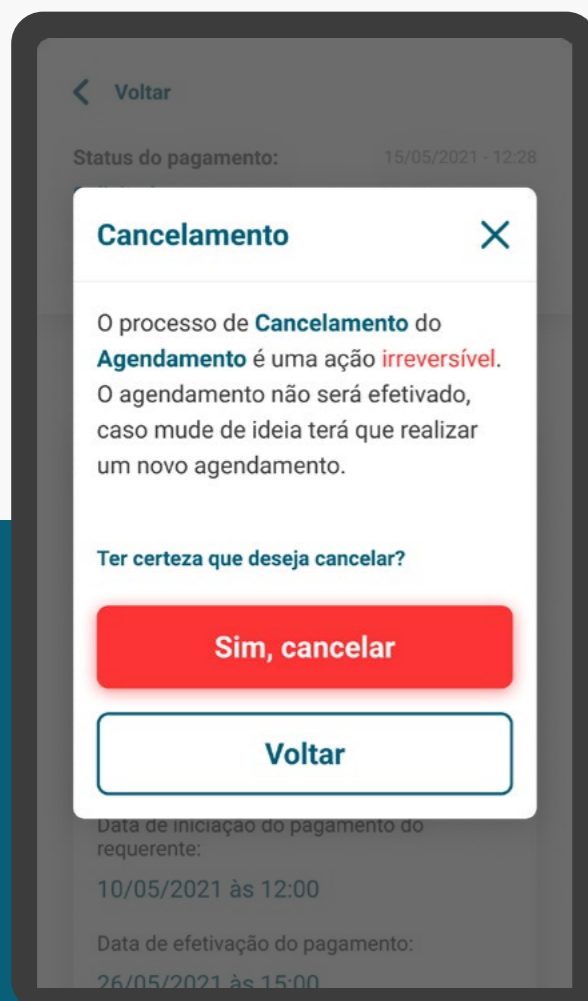 Voltar
Status do pagamento:
15/05/2021 - 12:28
Cancelamento
O processo de Cancelamento do
Agendamento é uma ação irreversível.
O agendamento não será efetivado,
caso mude de ideia terá que realizar
um novo agendamento.
Ter certeza que deseja cancelar?
Sim, cancelar
Voltar
Data de iniciação do pagamento do
requerente:
10/05/2021 às 12:00
Data de efetivação do pagamento:
26/05/2021 às 15:00